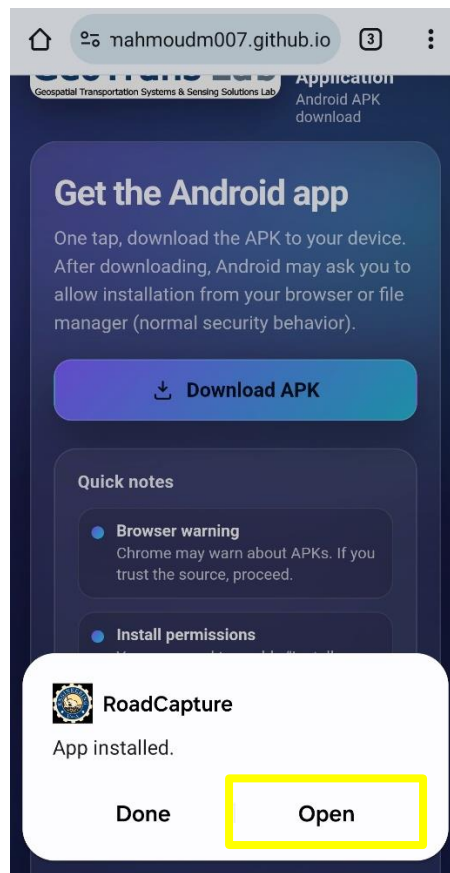 mahmoudm007.github.io
3
GeoTrans Lab
Geospatial Transportation Systems & Sensing Solutions Lab
Application
Android APK
download
Get the Android app
One tap, download the APK to your device.
After downloading, Android may ask you to
allow installation from your browser or file
manager (normal security behavior).
Download APK
Quick notes
Browser warning
Chrome may warn about APKs. If you
trust the source, proceed.
Install permissions
RoadCapture
App installed.
Done
Open